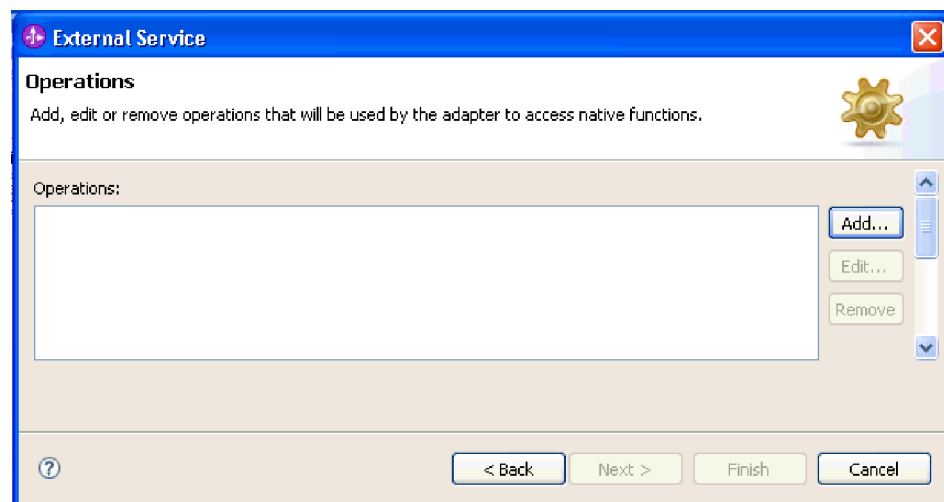 External Service
Operations
Add, edit or remove operations that will be used by the adapter to access native functions.
Operations:
Add...
Edit...
Remove
?
< Back
Next >
Finish
Cancel